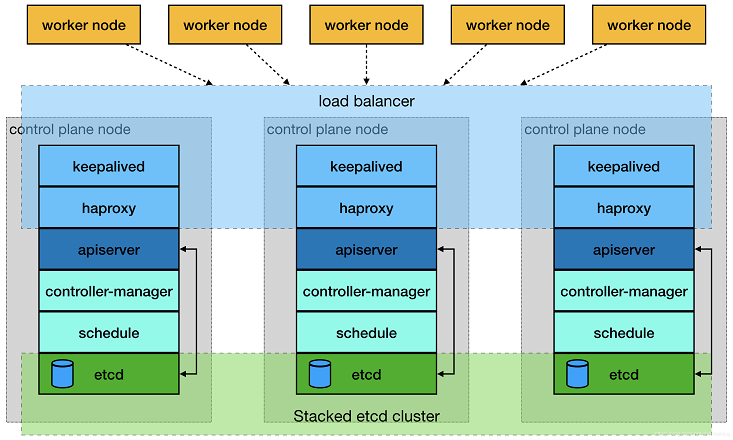 worker node
worker node
worker node
worker node
worker node
load balancer
control plane node
control plane node
control plane node
keepalived
haproxy
apiserver
controller-manager
schedule
etcd
keepalived
haproxy
apiserver
controller-manager
schedule
etcd
keepalived
haproxy
apiserver
controller-manager
schedule
etcd
Stacked etcd cluster